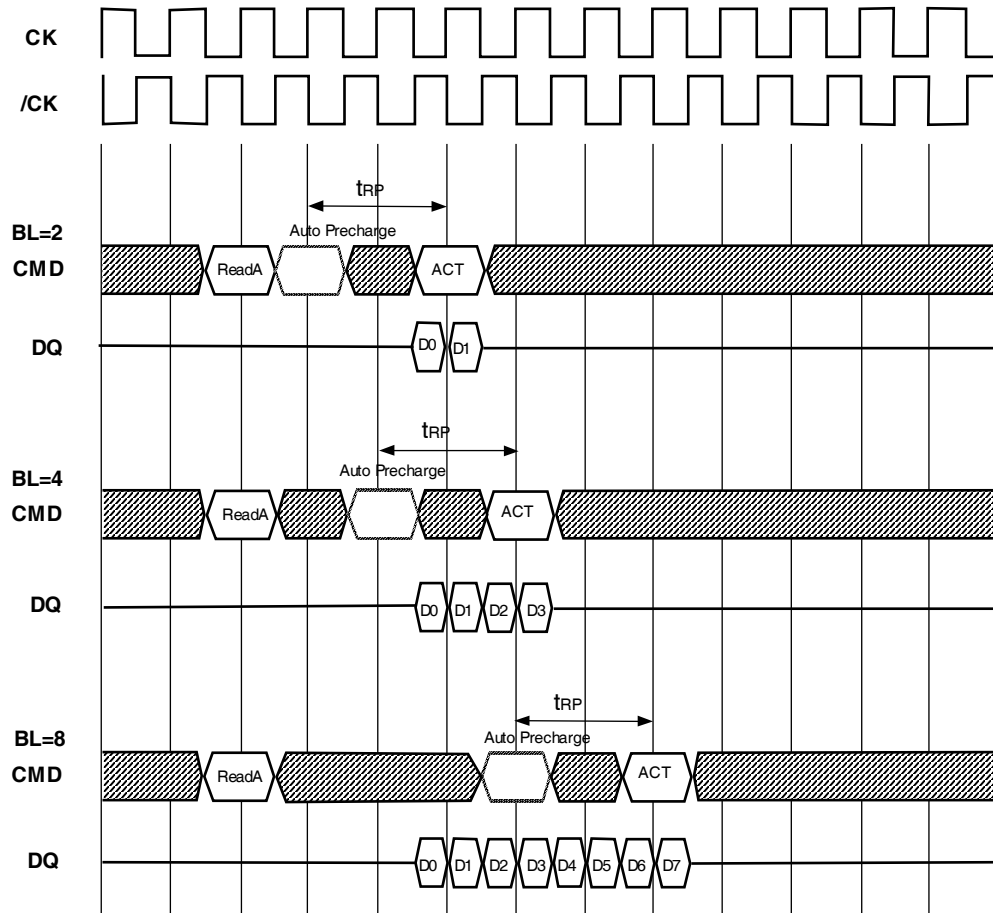 CK
/CK
tRP
BL=2
Auto Precharge
CMD
ReadA
ACT
DQ
D0
D1
tRP
BL=4
Auto Precharge
CMD
ReadA
ACT
DQ
D0
D1
D2
D3
tRP
BL=8
Auto Precharge
CMD
ReadA
ACT
DQ
D0
D1
D2
D3
D4
D5
D6
D7